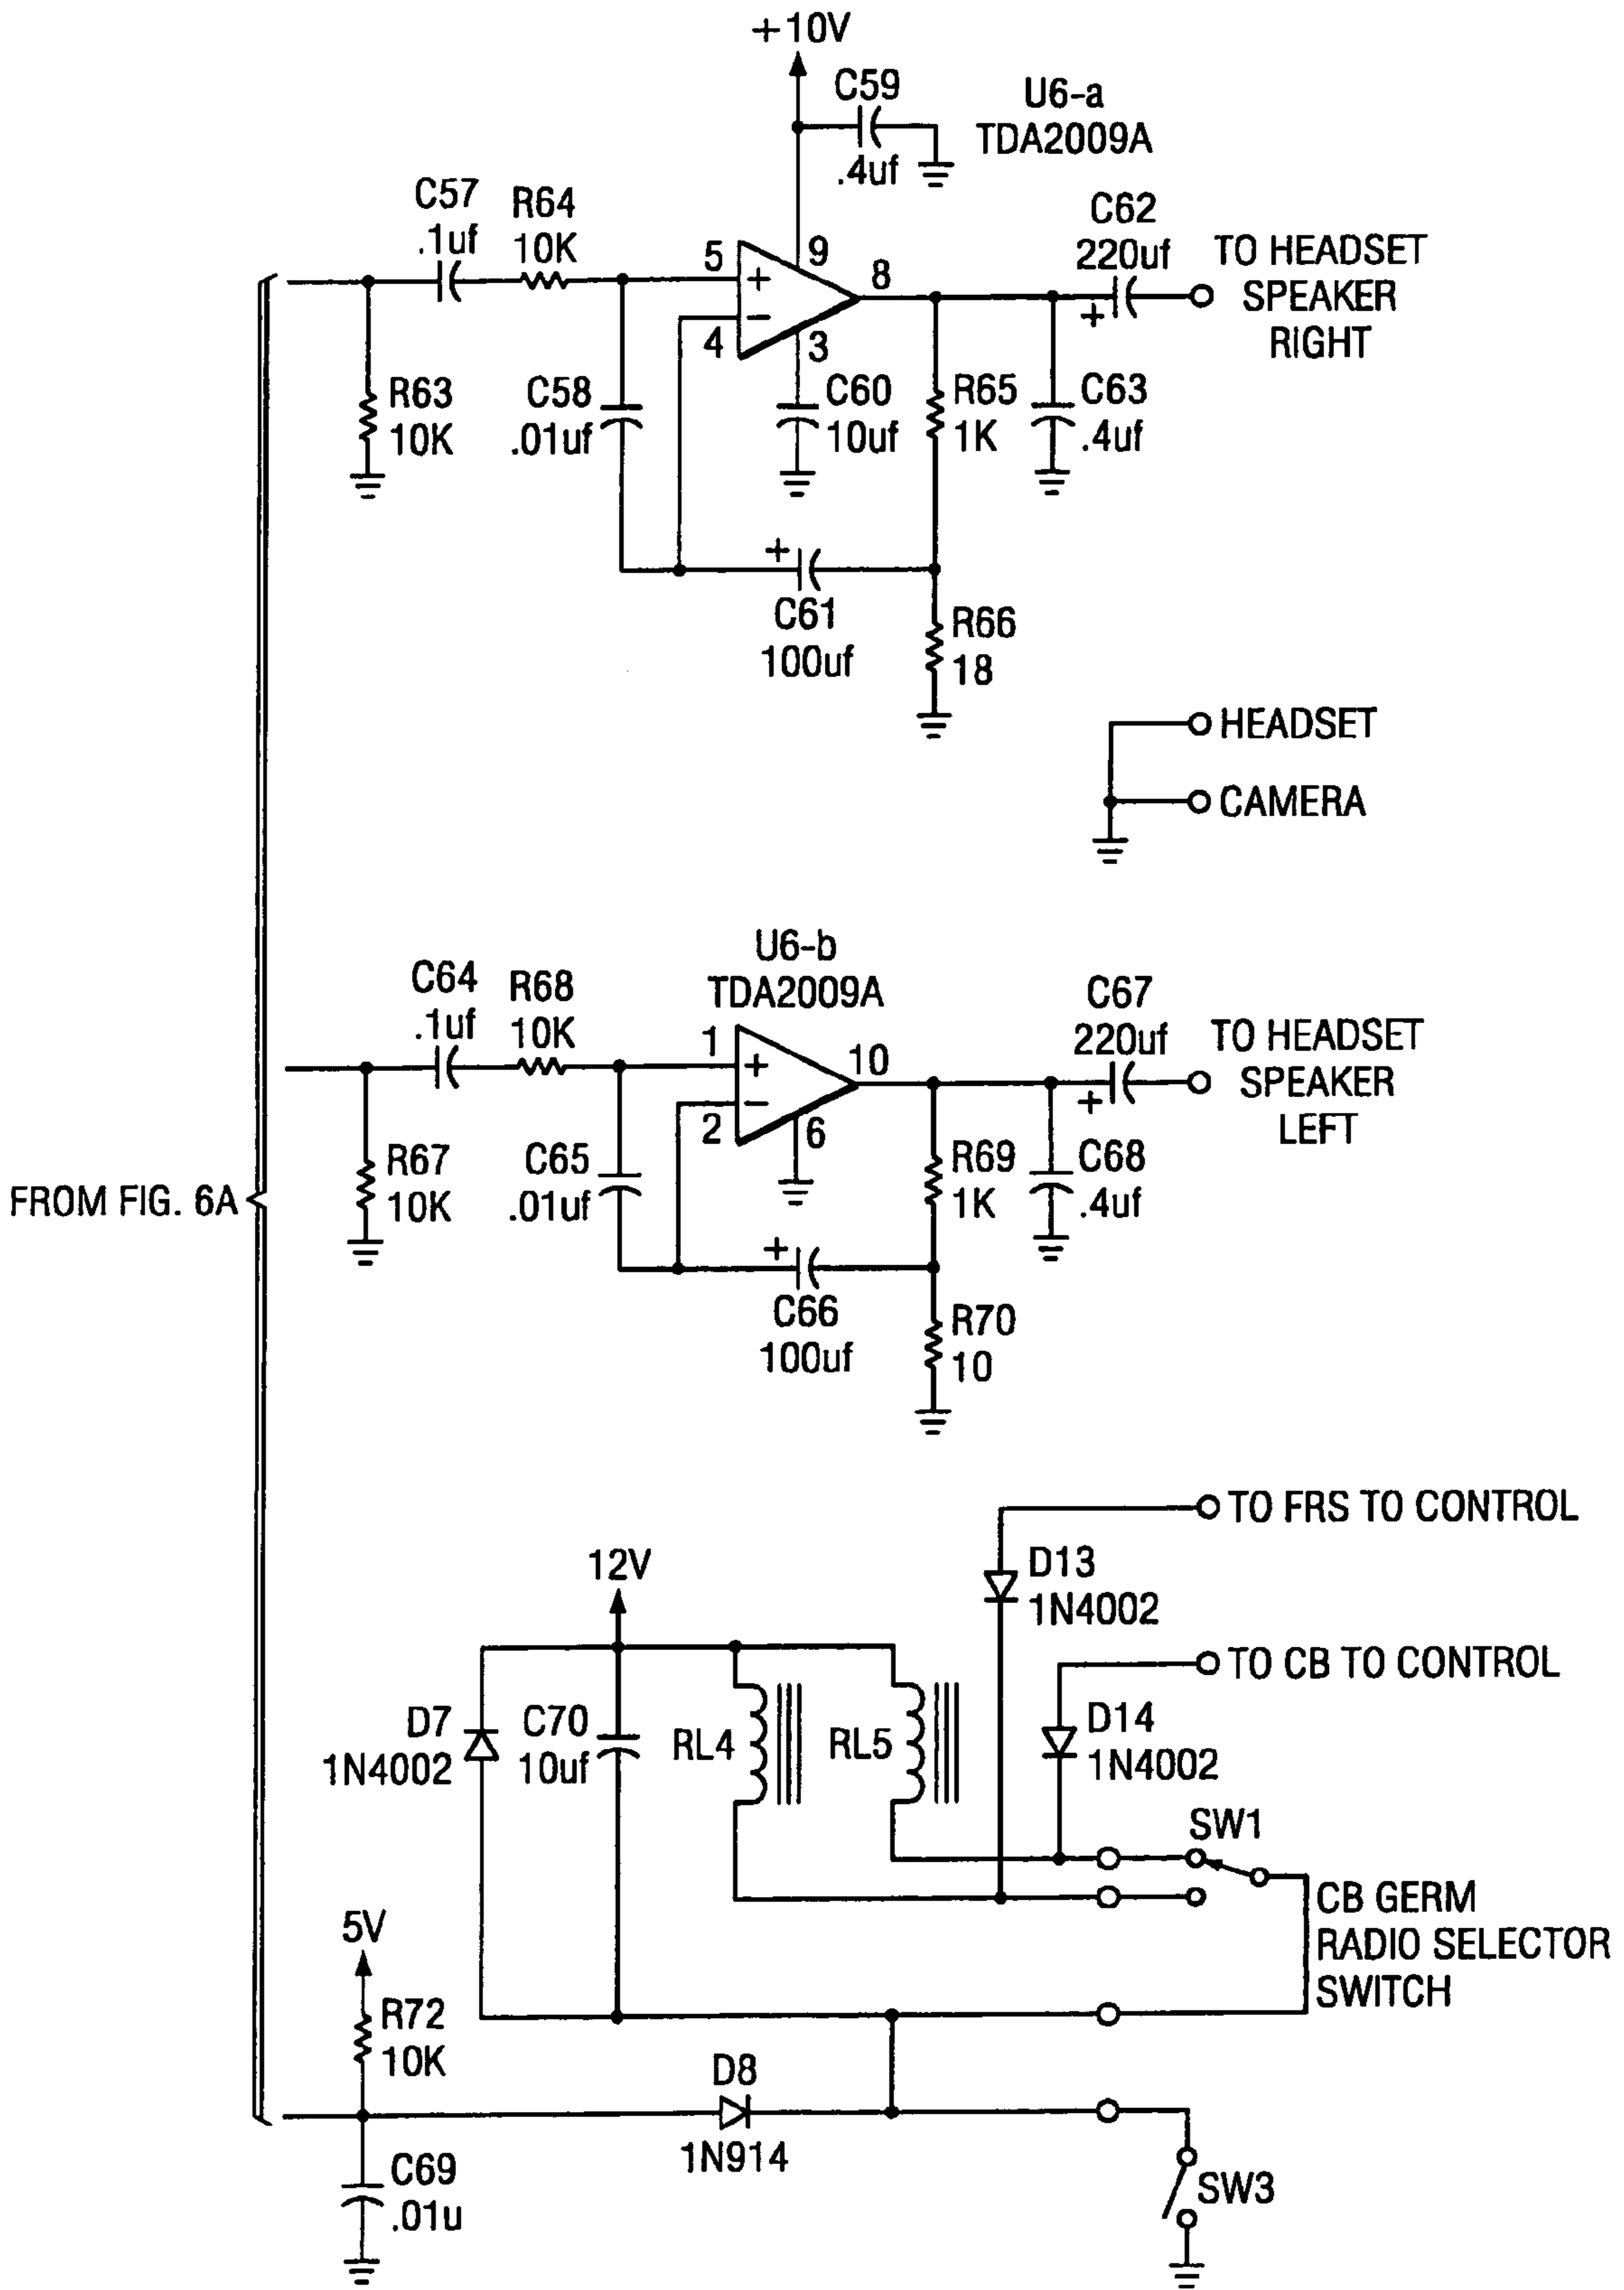 +10V
C59
.4uf
U6-a
TDA2009A
C57
.1uf
R64
10K
5
+
9
8
4
−
3
C62
220uf
+
TO HEADSET
SPEAKER
RIGHT
R63
10K
C58
.01uf
C60
10uf
R65
1K
C63
.4uf
+
C61
100uf
R66
18
HEADSET
CAMERA
U6-b
TDA2009A
C64
.1uf
R68
10K
1
+
10
2
−
6
C67
220uf
+
TO HEADSET
SPEAKER
LEFT
FROM FIG. 6A
R67
10K
C65
.01uf
R69
1K
C68
.4uf
+
C66
100uf
R70
10
TO FRS TO CONTROL
12V
D13
1N4002
TO CB TO CONTROL
D7
1N4002
C70
10uf
RL4
RL5
D14
1N4002
SW1
CB GERM
RADIO SELECTOR
SWITCH
5V
R72
10K
D8
1N914
C69
.01u
SW3